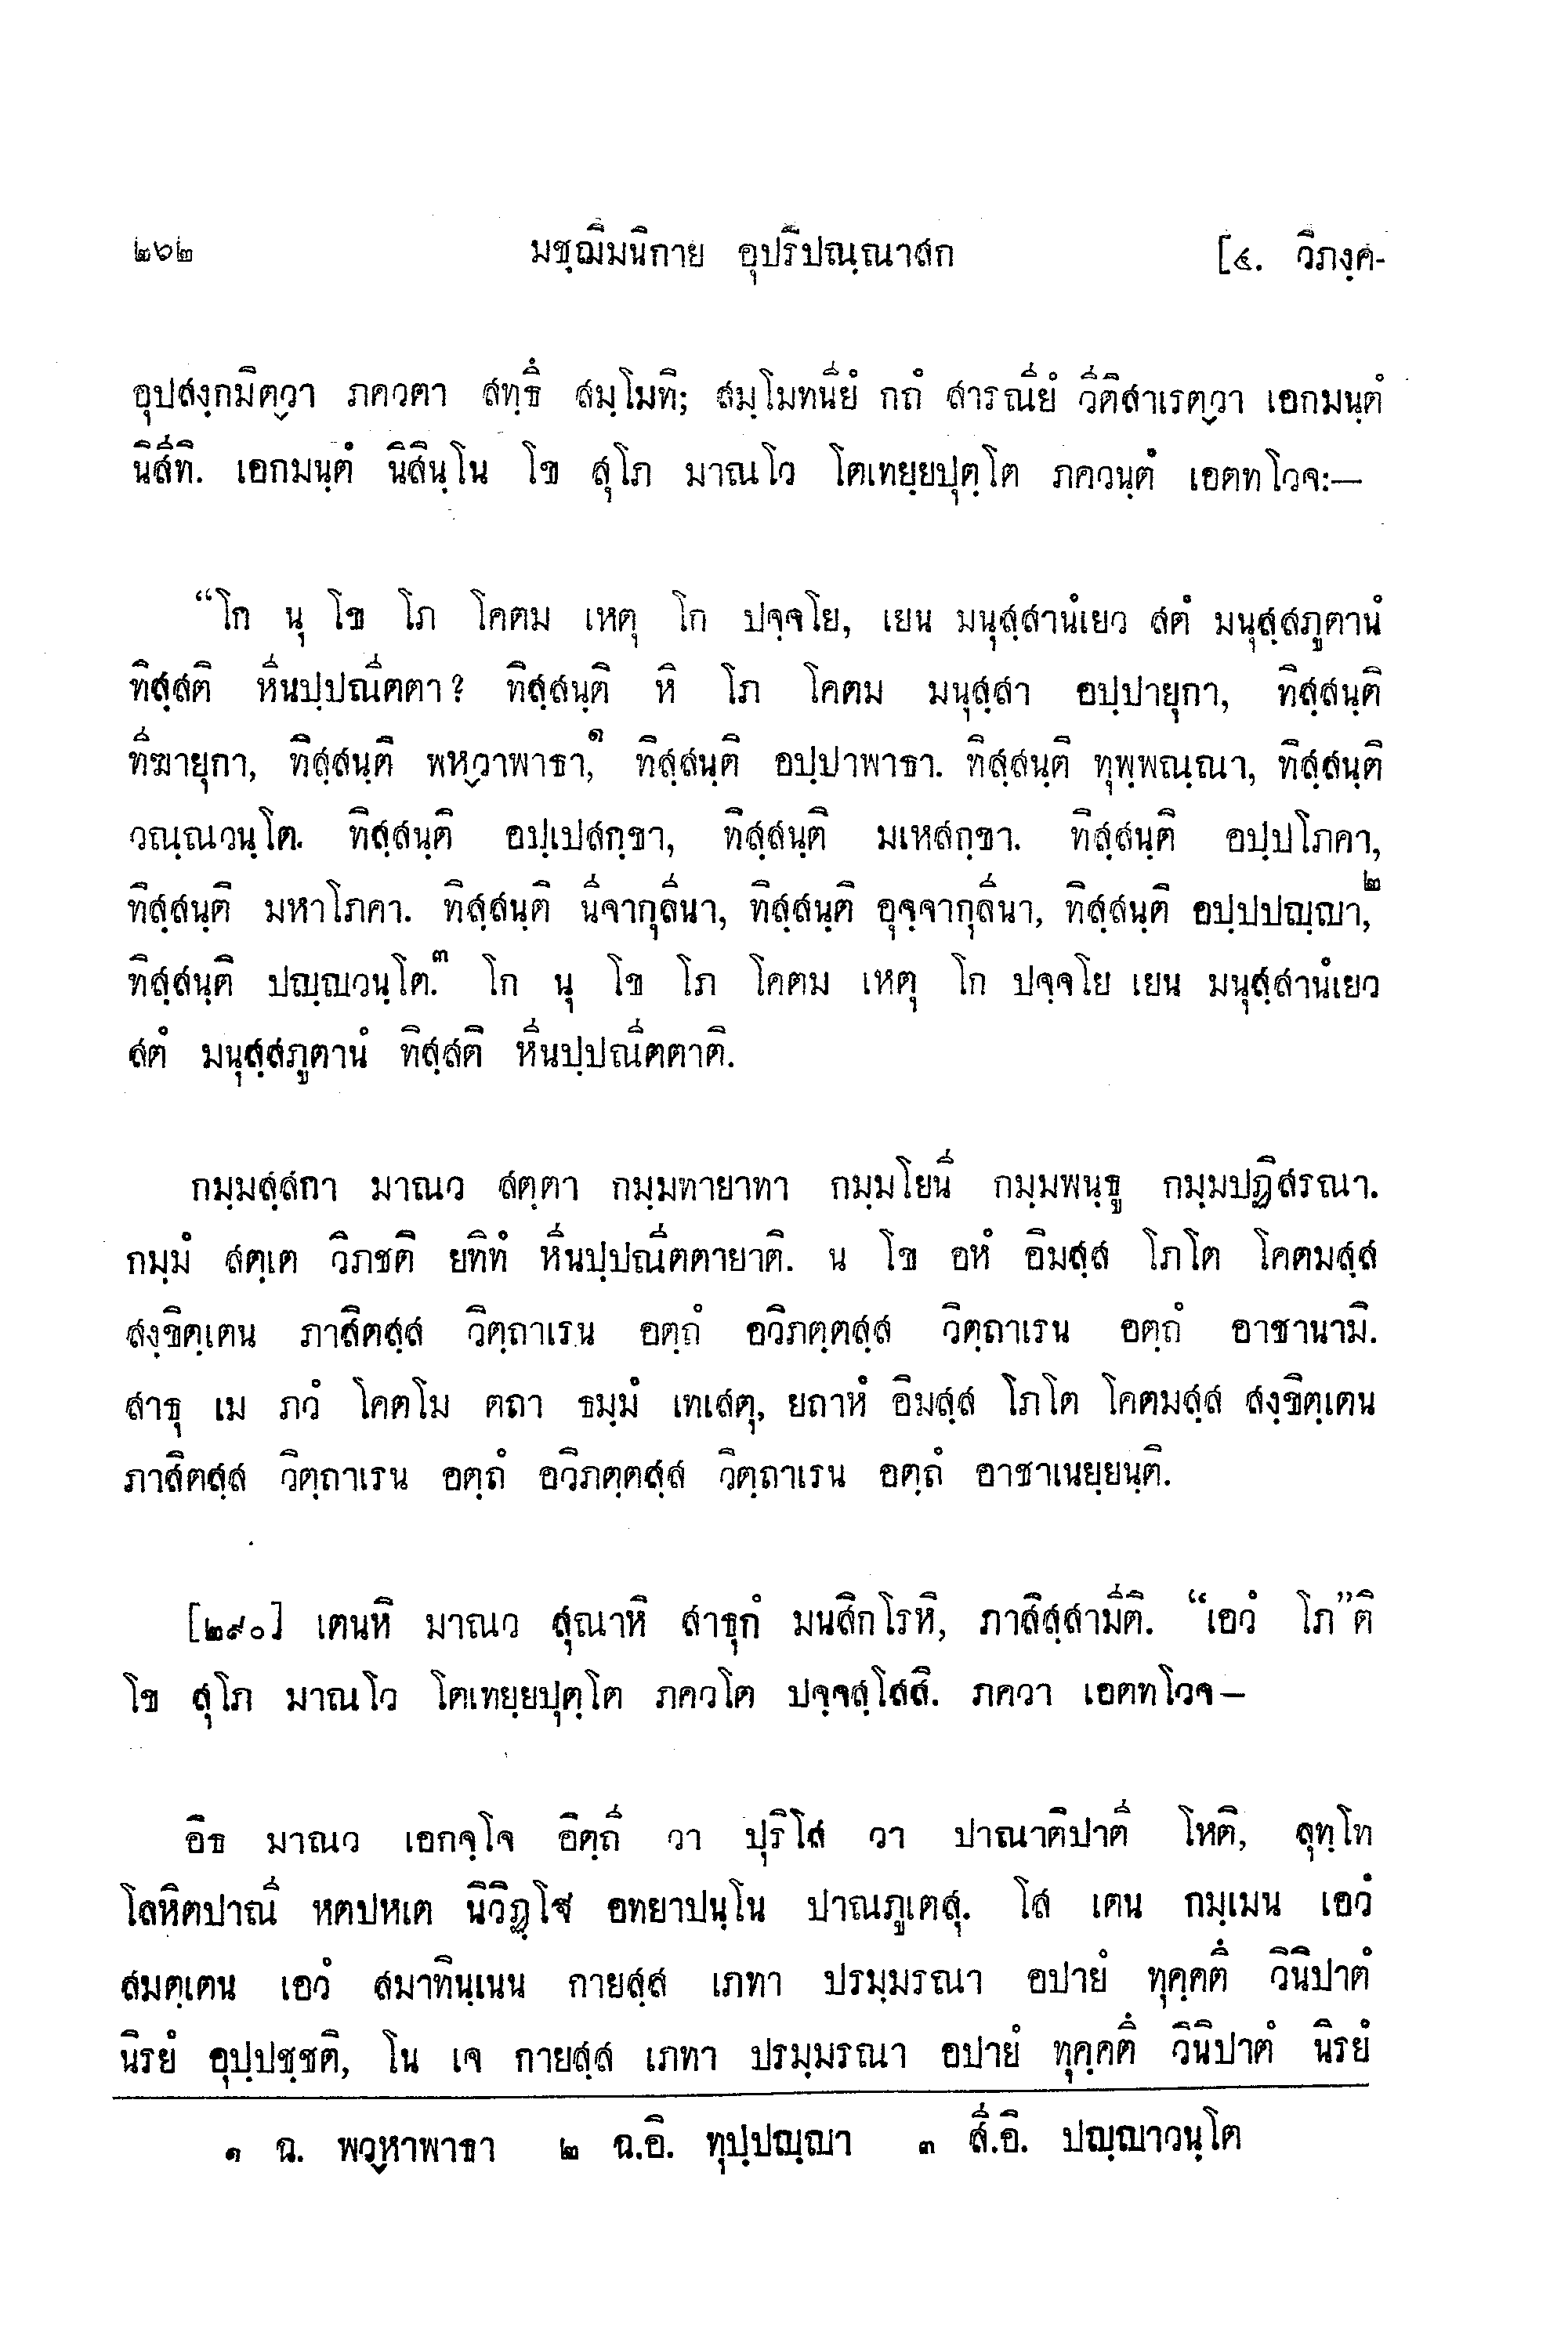 ๒๖๒ มชฺฌิมนิกาย อุปริปณฺณาสก [๔. วิภงฺค-
อุปสงฺกมิตฺวา ภควตา สทฺธึ สมฺโมทิ; สมฺโมทนียํ กถํ สารณียํ วีติสาเรตฺวา เอกมนฺตํ
นิสีทิ. เอกมนฺตํ นิสินฺโน โข สุโภ มาณโว โตเทยฺยปุตฺโต ภควนฺตํ เอตทโวจ:—
“โก นุ โข โภ โคตม เหตุ โก ปจฺจโย, เยน มนุสฺสานํเยว สตํ มนุสฺสภูตานํ
ทิสฺสติ หีนปฺปณีตตา? ทิสฺสนฺติ หิ โภ โคตม มนุสฺสา อปฺปายุกา, ทิสฺสนฺติ
ทีฆายุกา, ทิสฺสนฺติ พหฺวาพาธา,๑ ทิสฺสนฺติ อปฺปาพาธา. ทิสฺสนฺติ ทุพฺพณฺณา, ทิสฺสนฺติ
วณฺณวนฺโต. ทิสฺสนฺติ อปฺเปสกฺขา, ทิสฺสนฺติ มเหสกฺขา. ทิสฺสนฺติ อปฺปโภคา,
ทิสฺสนฺติ มหาโภคา. ทิสฺสนฺติ นีจากุลีนา, ทิสฺสนฺติ อุจฺจากุลีนา, ทิสฺสนฺติ อปฺปปญฺญา,๒
ทิสฺสนฺติ ปญฺญวนฺโต.๓ โก นุ โข โภ โคตม เหตุ โก ปจฺจโย เยน มนุสฺสานํเยว
สตํ มนุสฺสภูตานํ ทิสฺสติ หีนปฺปณีตตาติ.
กมฺมสฺสกา มาณว สตฺตา กมฺมทายาทา กมฺมโยนี กมฺมพนฺธู กมฺมปฏิสรณา.
กมฺมํ สตฺเต วิภชติ ยทิทํ หีนปฺปณีตตายาติ. น โข อหํ อิมสฺส โภโต โคตมสฺส
สงฺขิตฺเตน ภาสิตสฺส วิตฺถาเรน อตฺถํ อวิภตฺตสฺส วิตฺถาเรน อตฺถํ อาชานามิ.
สาธุ เม ภวํ โคตโม ตถา ธมฺมํ เทเสตุ, ยถาหํ อิมสฺส โภโต โคตมสฺส สงฺขิตฺเตน
ภาสิตสฺส วิตฺถาเรน อตฺถํ อวิภตฺตสฺส วิตฺถาเรน อตฺถํ อาชาเนยฺยนฺติ.
[๒๙๐] เตนหิ มาณว สุณาหิ สาธุกํ มนสิกโรหิ, ภาสิสฺสามีติ. “เอวํ โภ”ติ
โข สุโภ มาณโว โตเทยฺยปุตฺโต ภควโต ปจฺจสฺโสสิ. ภควา เอตทโวจ—
อิธ มาณว เอกจฺโจ อิตฺถี วา ปุริโส วา ปาณาติปาตี โหติ, ลุทฺโท
โลหิตปาณี หตปหเต นิวิฏฺโฐ อทยาปนฺโน ปาณภูเตสุ. โส เตน กมฺเมน เอวํ
สมตฺเตน เอวํ สมาทินฺเนน กายสฺส เภทา ปรมฺมรณา อปายํ ทุคฺคตึ วินิปาตํ
นิรยํ อุปฺปชฺชติ, โน เจ กายสฺส เภทา ปรมฺมรณา อปายํ ทุคฺคตึ วินิปาตํ นิรยํ
๑ ฉ. พวฺหาพาธา ๒ ฉ.อิ. ทุปฺปญฺญา ๓ สี.อิ. ปญฺญาวนฺโต